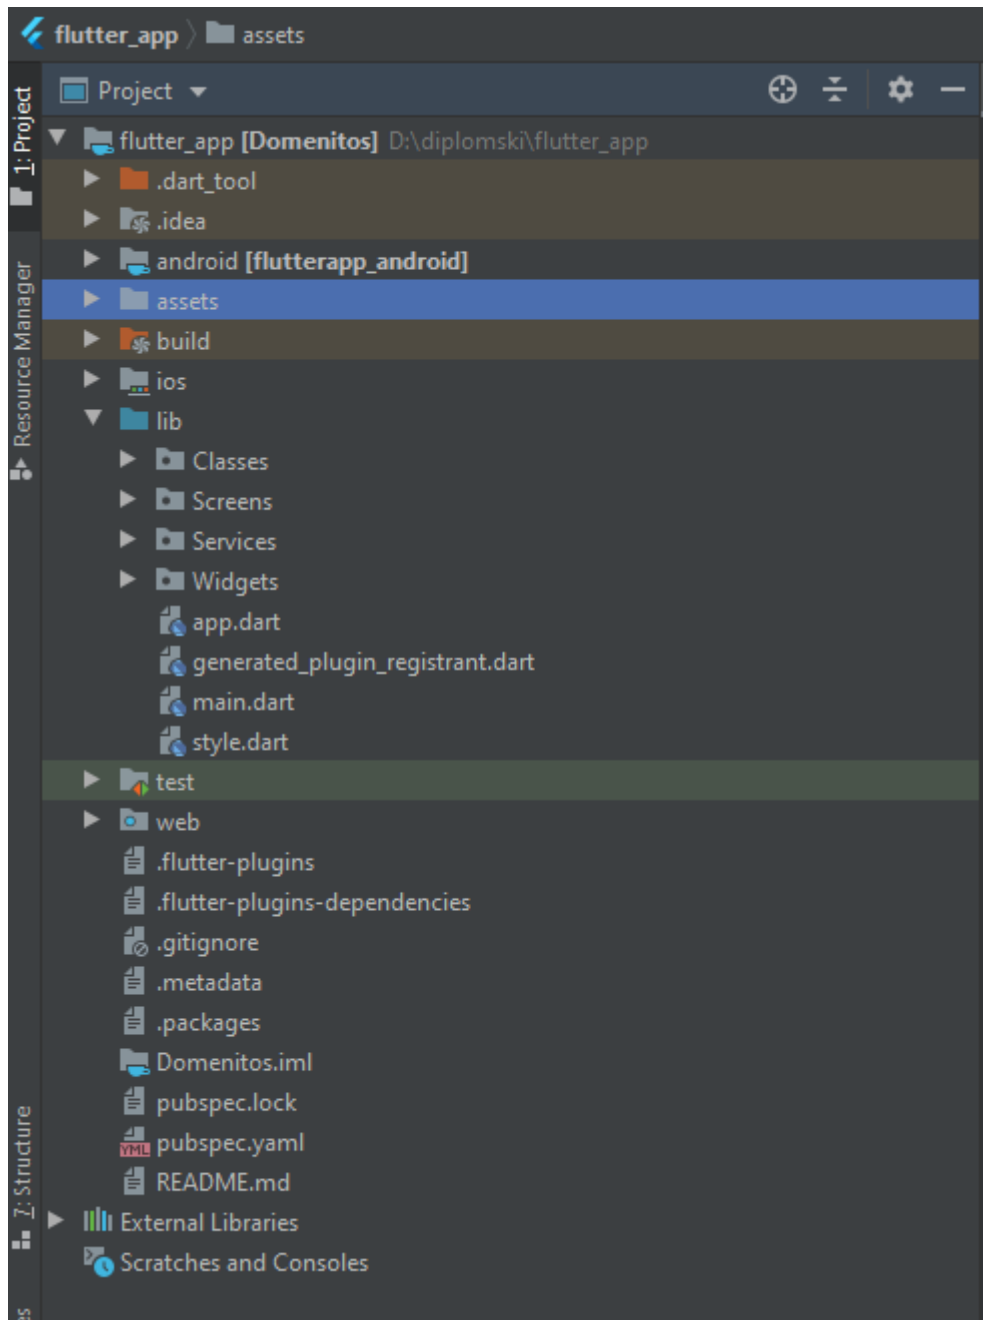 flutter_app assets
Project
flutter_app [Domenitos] D:\diplomski\flutter_app
.dart_tool
.idea
android [flutterapp_android]
assets
build
ios
lib
Classes
Screens
Services
Widgets
app.dart
generated_plugin_registrant.dart
main.dart
style.dart
test
web
.flutter-plugins
.flutter-plugins-dependencies
.gitignore
.metadata
.packages
Domenitos.iml
pubspec.lock
YML pubspec.yaml
README.md
External Libraries
Scratches and Consoles
1: Project
Resource Manager
7: Structure